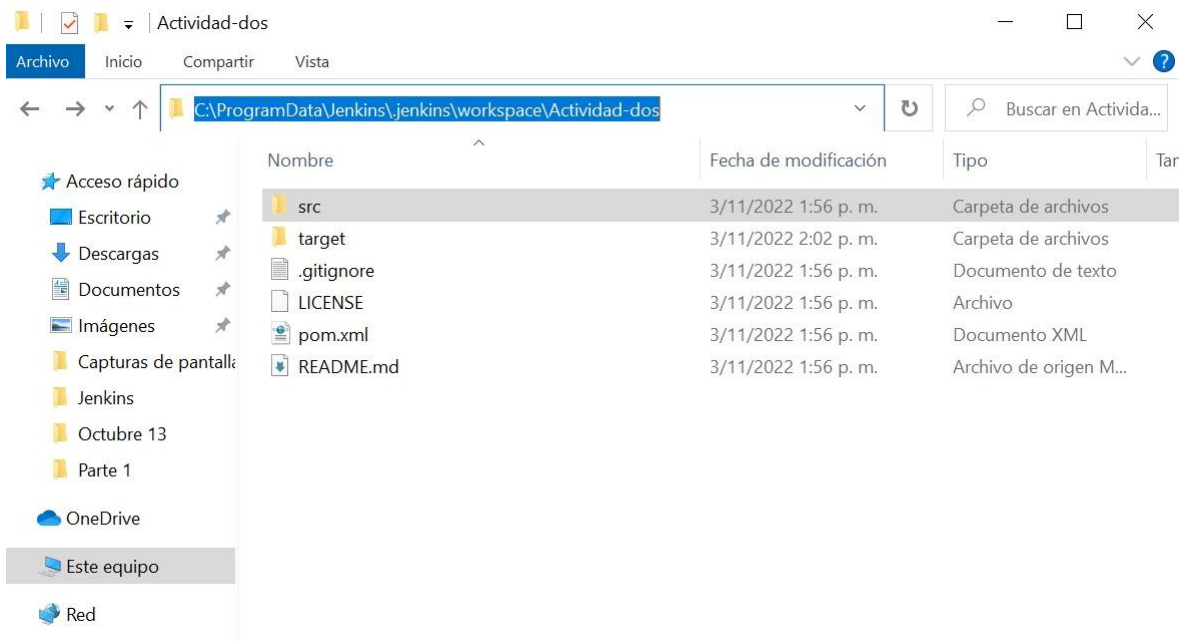 Actividad-dos
Archivo Inicio Compartir Vista
C:\ProgramData\Jenkins\.jenkins\workspace\Actividad-dos Buscar en Activida...
Nombre Fecha de modificación Tipo Tar
Acceso rápido
Escritorio
Descargas
Documentos
Imágenes
Capturas de pantalla
Jenkins
Octubre 13
Parte 1
OneDrive
Este equipo
Red
src 3/11/2022 1:56 p. m. Carpeta de archivos
target 3/11/2022 2:02 p. m. Carpeta de archivos
.gitignore 3/11/2022 1:56 p. m. Documento de texto
LICENSE 3/11/2022 1:56 p. m. Archivo
pom.xml 3/11/2022 1:56 p. m. Documento XML
README.md 3/11/2022 1:56 p. m. Archivo de origen M...